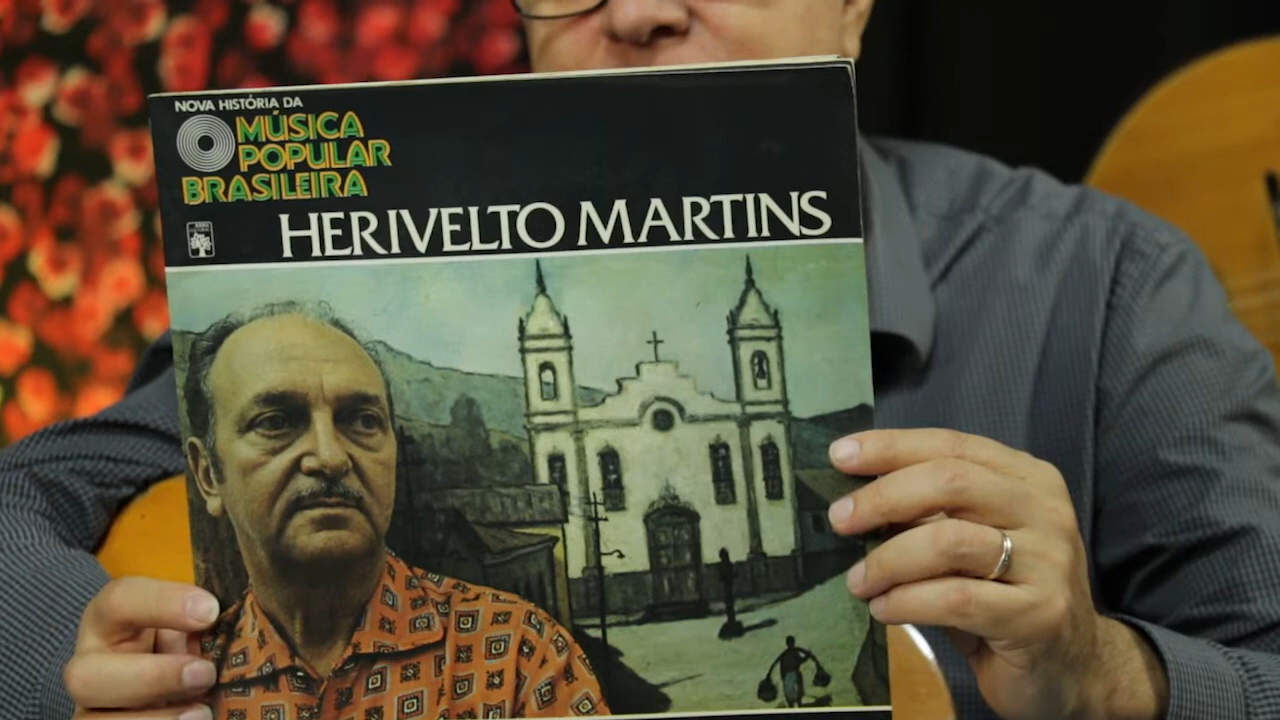 NOVA HISTÓRIA DA
MÚSICA
POPULAR
BRASILEIRA
HERIVELTO MARTINS